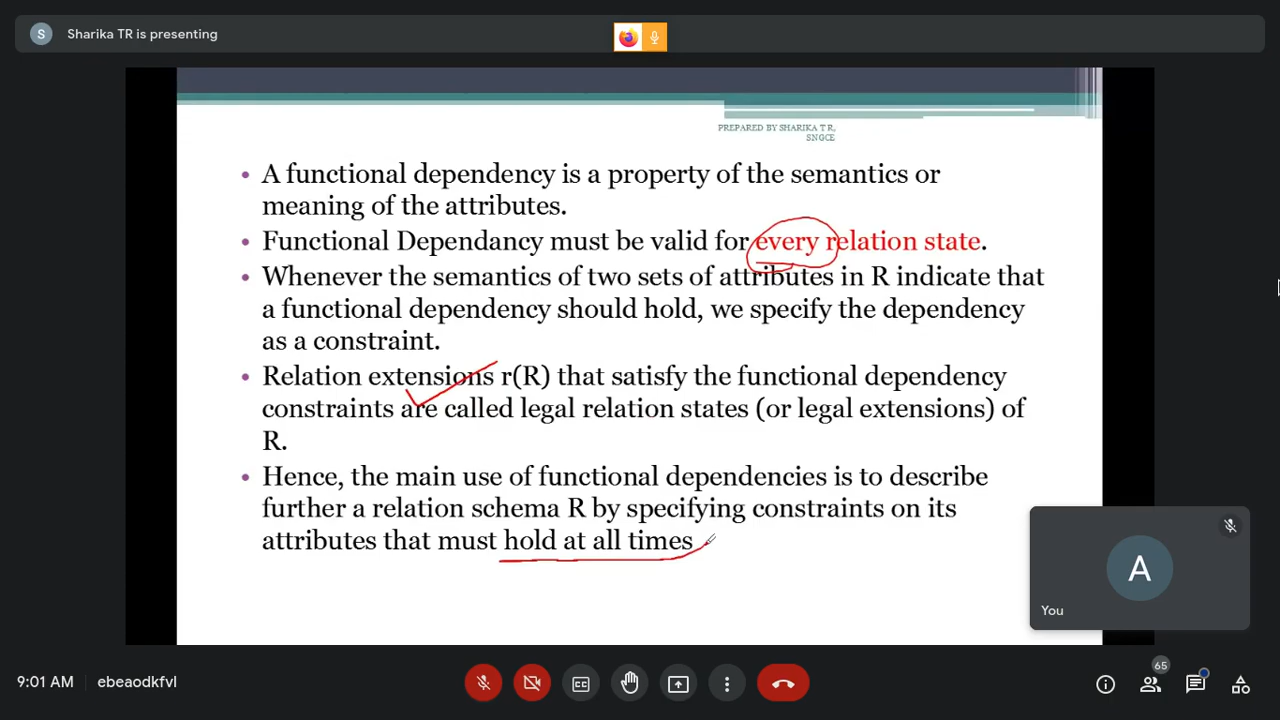 S Sharika TR is presenting
PREPARED BY SHARIKA T R,
SNGCE
• A functional dependency is a property of the semantics or
meaning of the attributes.
• Functional Dependancy must be valid for every relation state.
• Whenever the semantics of two sets of attributes in R indicate that
a functional dependency should hold, we specify the dependency
as a constraint.
• Relation extensions r(R) that satisfy the functional dependency
constraints are called legal relation states (or legal extensions) of
R.
• Hence, the main use of functional dependencies is to describe
further a relation schema R by specifying constraints on its
attributes that must hold at all times
A
You
9:01 AM ebeaodkfvl
CC
65